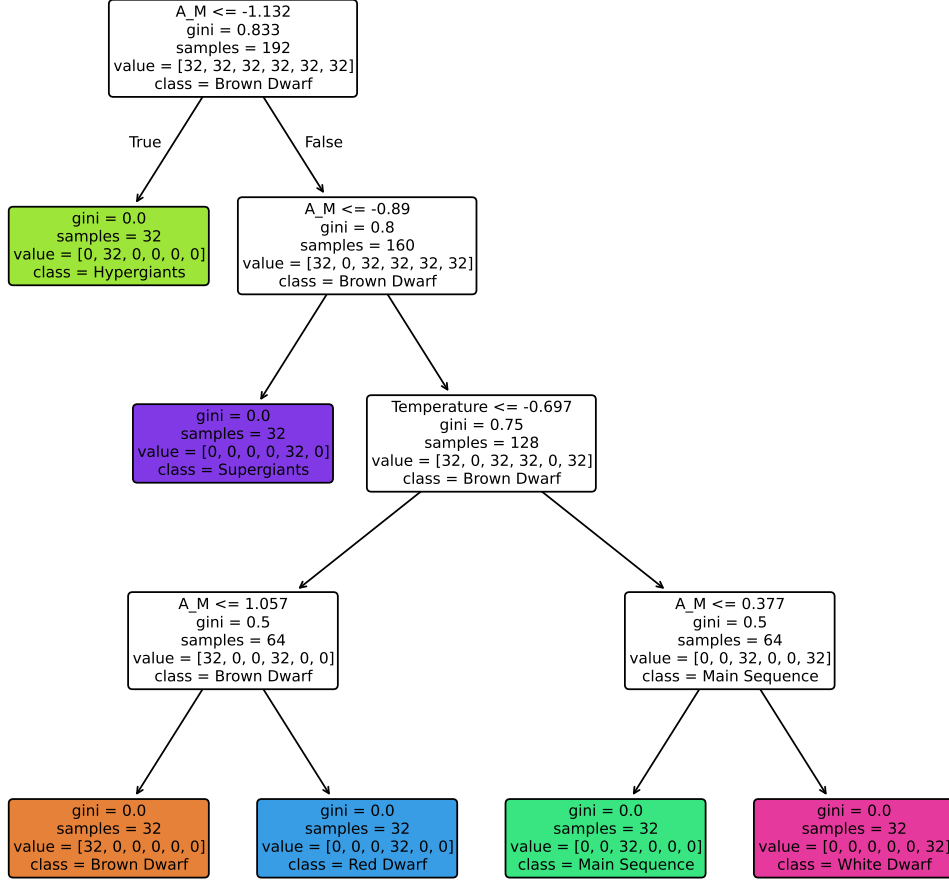 A_M <= -1.132
gini = 0.833
samples = 192
value = [32, 32, 32, 32, 32, 32]
class = Brown Dwarf
True
False
gini = 0.0
samples = 32
value = [0, 32, 0, 0, 0, 0]
class = Hypergiants
A_M <= -0.89
gini = 0.8
samples = 160
value = [32, 0, 32, 32, 32, 32]
class = Brown Dwarf
gini = 0.0
samples = 32
value = [0, 0, 0, 0, 32, 0]
class = Supergiants
Temperature <= -0.697
gini = 0.75
samples = 128
value = [32, 0, 32, 32, 0, 32]
class = Brown Dwarf
A_M <= 1.057
gini = 0.5
samples = 64
value = [32, 0, 0, 32, 0, 0]
class = Brown Dwarf
A_M <= 0.377
gini = 0.5
samples = 64
value = [0, 0, 32, 0, 0, 32]
class = Main Sequence
gini = 0.0
samples = 32
value = [32, 0, 0, 0, 0, 0]
class = Brown Dwarf
gini = 0.0
samples = 32
value = [0, 0, 0, 32, 0, 0]
class = Red Dwarf
gini = 0.0
samples = 32
value = [0, 0, 32, 0, 0, 0]
class = Main Sequence
gini = 0.0
samples = 32
value = [0, 0, 0, 0, 0, 32]
class = White Dwarf